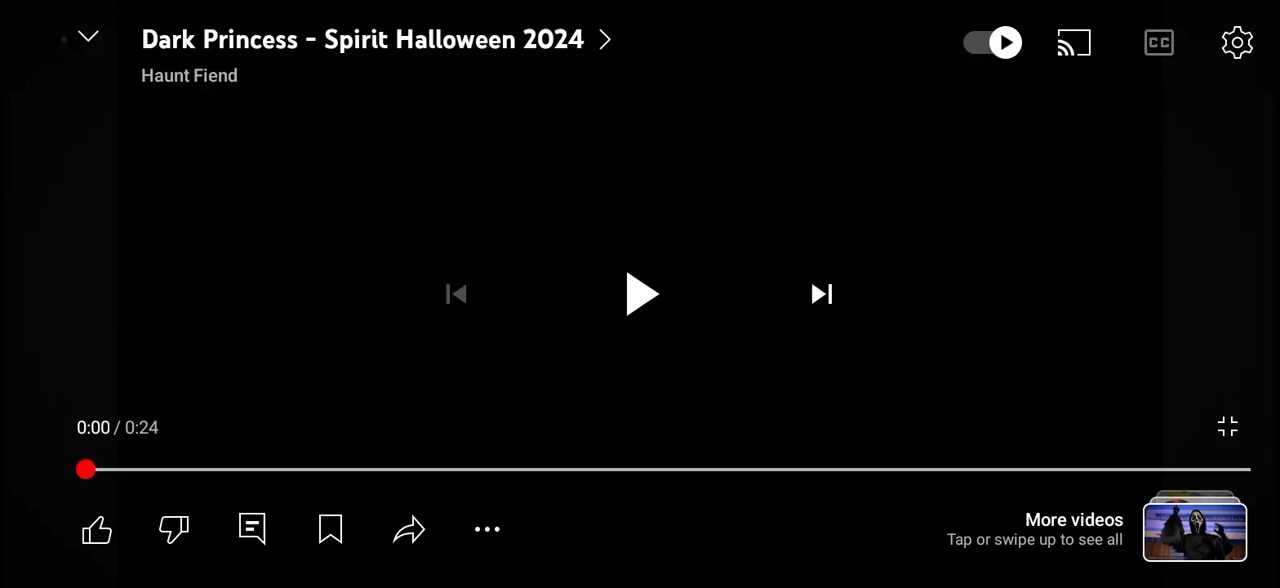 Dark Princess - Spirit Halloween 2024
Haunt Fiend
CC
0:00 / 0:24
More videos
Tap or swipe up to see all